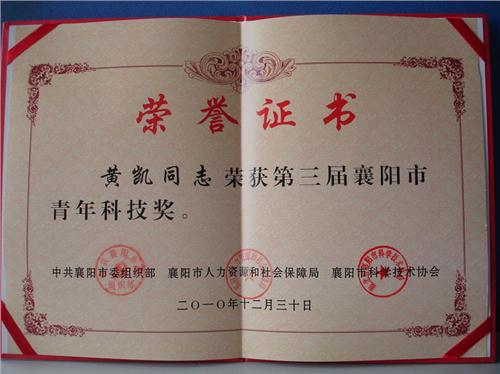 荣誉证书
黄凯同志荣获第三届襄阳市
青年科技奖。
中共襄阳市委组织部 襄阳市人力资源和社会保障局 襄阳市科学技术协会
二〇一〇年十二月三十日